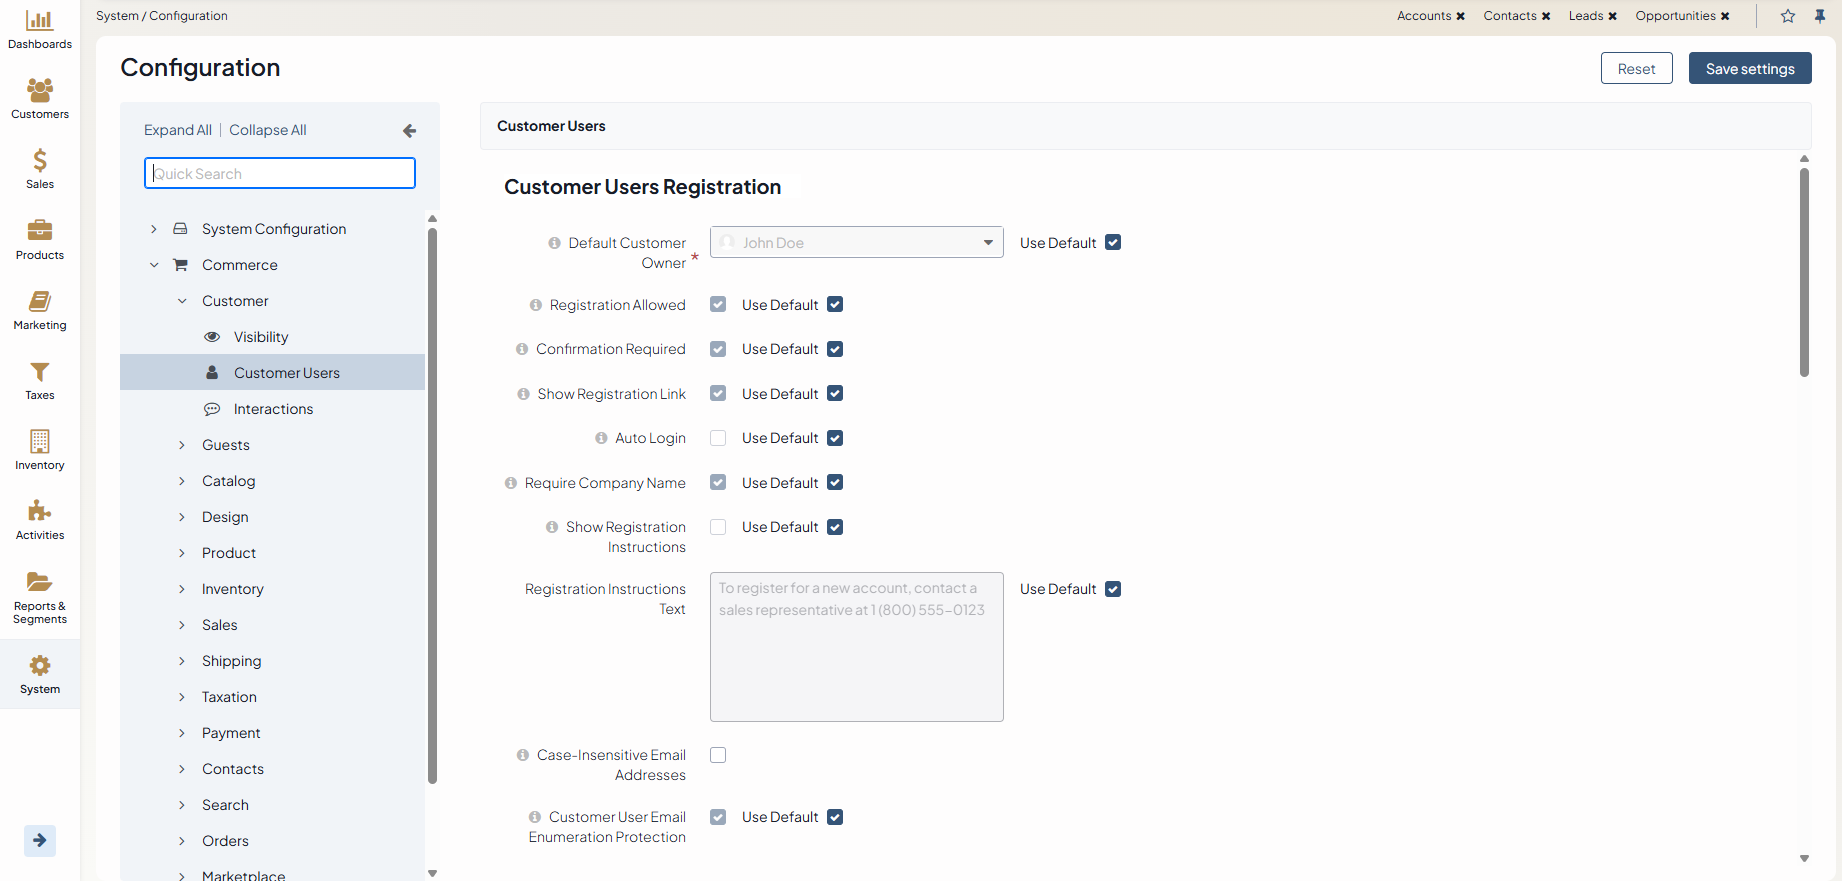 System / Configuration
Accounts ✖ Contacts ✖ Leads ✖ Opportunities ✖
Dashboards
Customers
Sales
Products
Marketing
Taxes
Inventory
Activities
Reports &
Segments
System
Configuration
Reset
Save settings
Expand All | Collapse All
Quick Search
System Configuration
Commerce
Customer
Visibility
Customer Users
Interactions
Guests
Catalog
Design
Product
Inventory
Sales
Shipping
Taxation
Payment
Contacts
Search
Orders
Marketplace
Customer Users
Customer Users Registration
Default Customer
Owner *
John Doe
Use Default
Registration Allowed
Use Default
Confirmation Required
Use Default
Show Registration Link
Use Default
Auto Login
Use Default
Require Company Name
Use Default
Show Registration
Instructions
Use Default
Registration Instructions
Text
To register for a new account, contact a
sales representative at 1 (800) 555-0123
Use Default
Case-Insensitive Email
Addresses
Customer User Email
Enumeration Protection
Use Default